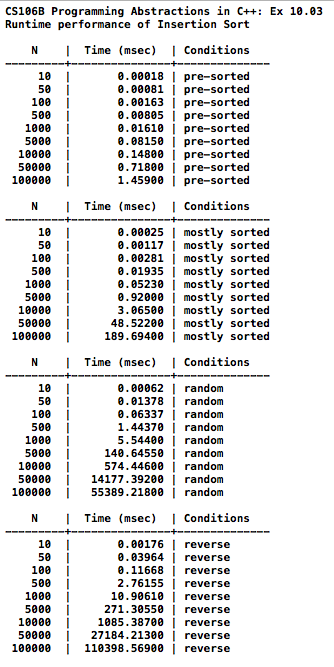 CS106B Programming Abstractions in C++: Ex 10.03
Runtime performance of Insertion Sort
N | Time (msec) | Conditions
---------+---------------+--------------
10 | 0.00018 | pre-sorted
50 | 0.00081 | pre-sorted
100 | 0.00163 | pre-sorted
500 | 0.00805 | pre-sorted
1000 | 0.01610 | pre-sorted
5000 | 0.08150 | pre-sorted
10000 | 0.14800 | pre-sorted
50000 | 0.71800 | pre-sorted
100000 | 1.45900 | pre-sorted
N | Time (msec) | Conditions
---------+---------------+--------------
10 | 0.00025 | mostly sorted
50 | 0.00117 | mostly sorted
100 | 0.00281 | mostly sorted
500 | 0.01935 | mostly sorted
1000 | 0.05230 | mostly sorted
5000 | 0.92000 | mostly sorted
10000 | 3.06500 | mostly sorted
50000 | 48.52200 | mostly sorted
100000 | 189.69400 | mostly sorted
N | Time (msec) | Conditions
---------+---------------+--------------
10 | 0.00062 | random
50 | 0.01378 | random
100 | 0.06337 | random
500 | 1.44370 | random
1000 | 5.54400 | random
5000 | 140.64550 | random
10000 | 574.44600 | random
50000 | 14177.39200 | random
100000 | 55389.21800 | random
N | Time (msec) | Conditions
---------+---------------+--------------
10 | 0.00176 | reverse
50 | 0.03964 | reverse
100 | 0.11668 | reverse
500 | 2.76155 | reverse
1000 | 10.90610 | reverse
5000 | 271.30550 | reverse
10000 | 1085.38700 | reverse
50000 | 27184.21300 | reverse
100000 | 110398.56900 | reverse